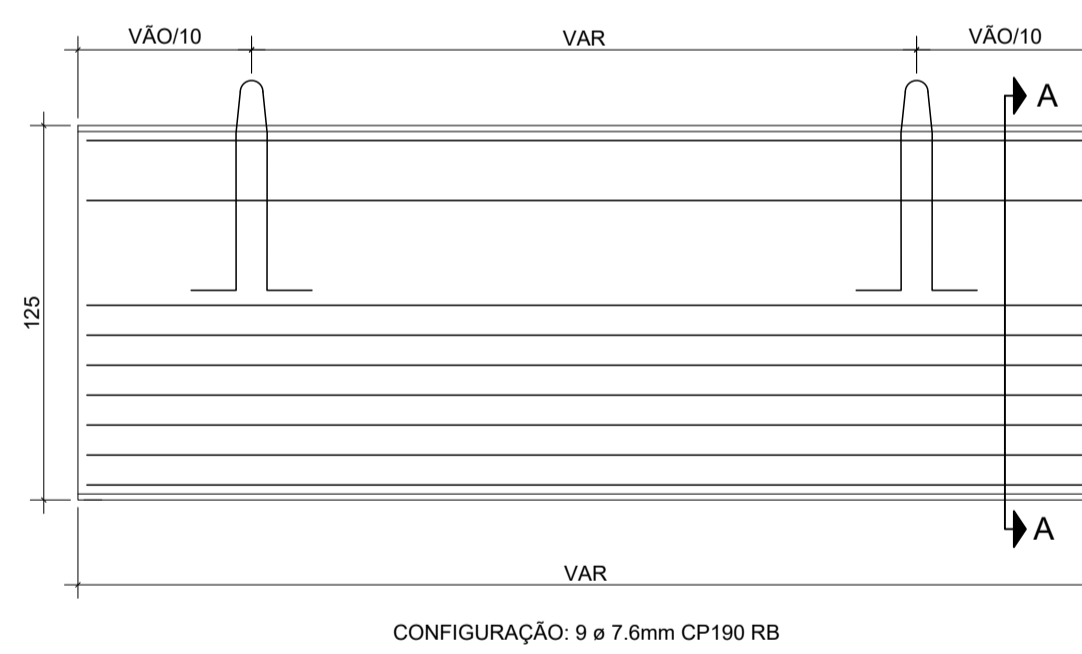 VÃO/10
VAR
VÃO/10
A
125
A
VAR
CONFIGURAÇÃO: 9 ø 7.6mm CP190 RB